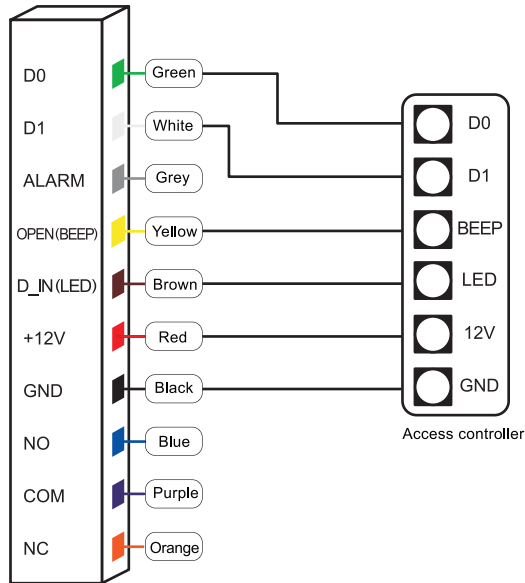 D0 Green
D1 White
ALARM Grey
OPEN(BEEP) Yellow
D_IN(LED) Brown
+12V Red
GND Black
NO Blue
COM Purple
NC Orange
D0
D1
BEEP
LED
12V
GND
Access controller